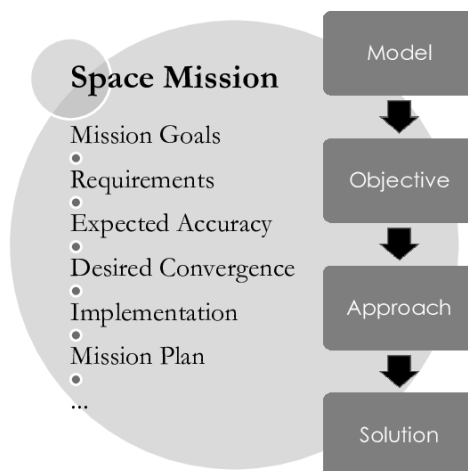 Space Mission
Mission Goals
Requirements
Expected Accuracy
Desired Convergence
Implementation
Mission Plan
...
Model
Objective
Approach
Solution